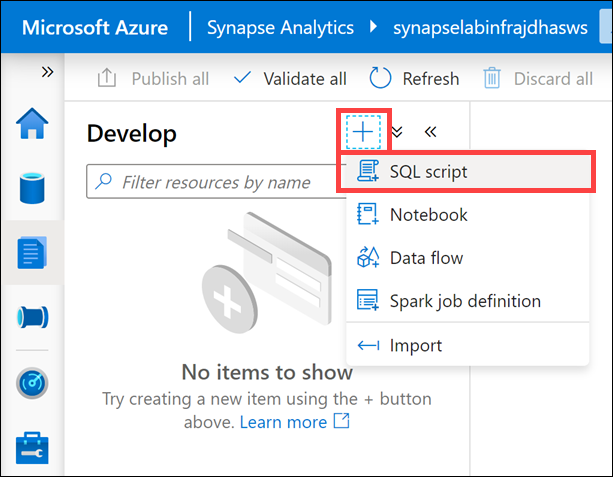 Microsoft Azure
Synapse Analytics
synapselabinfrajdhasws
Publish all
Validate all
Refresh
Discard all
Develop
Filter resources by name
SQL script
Notebook
Data flow
Spark job definition
Import
No items to show
Try creating a new item using the + button
above. Learn more